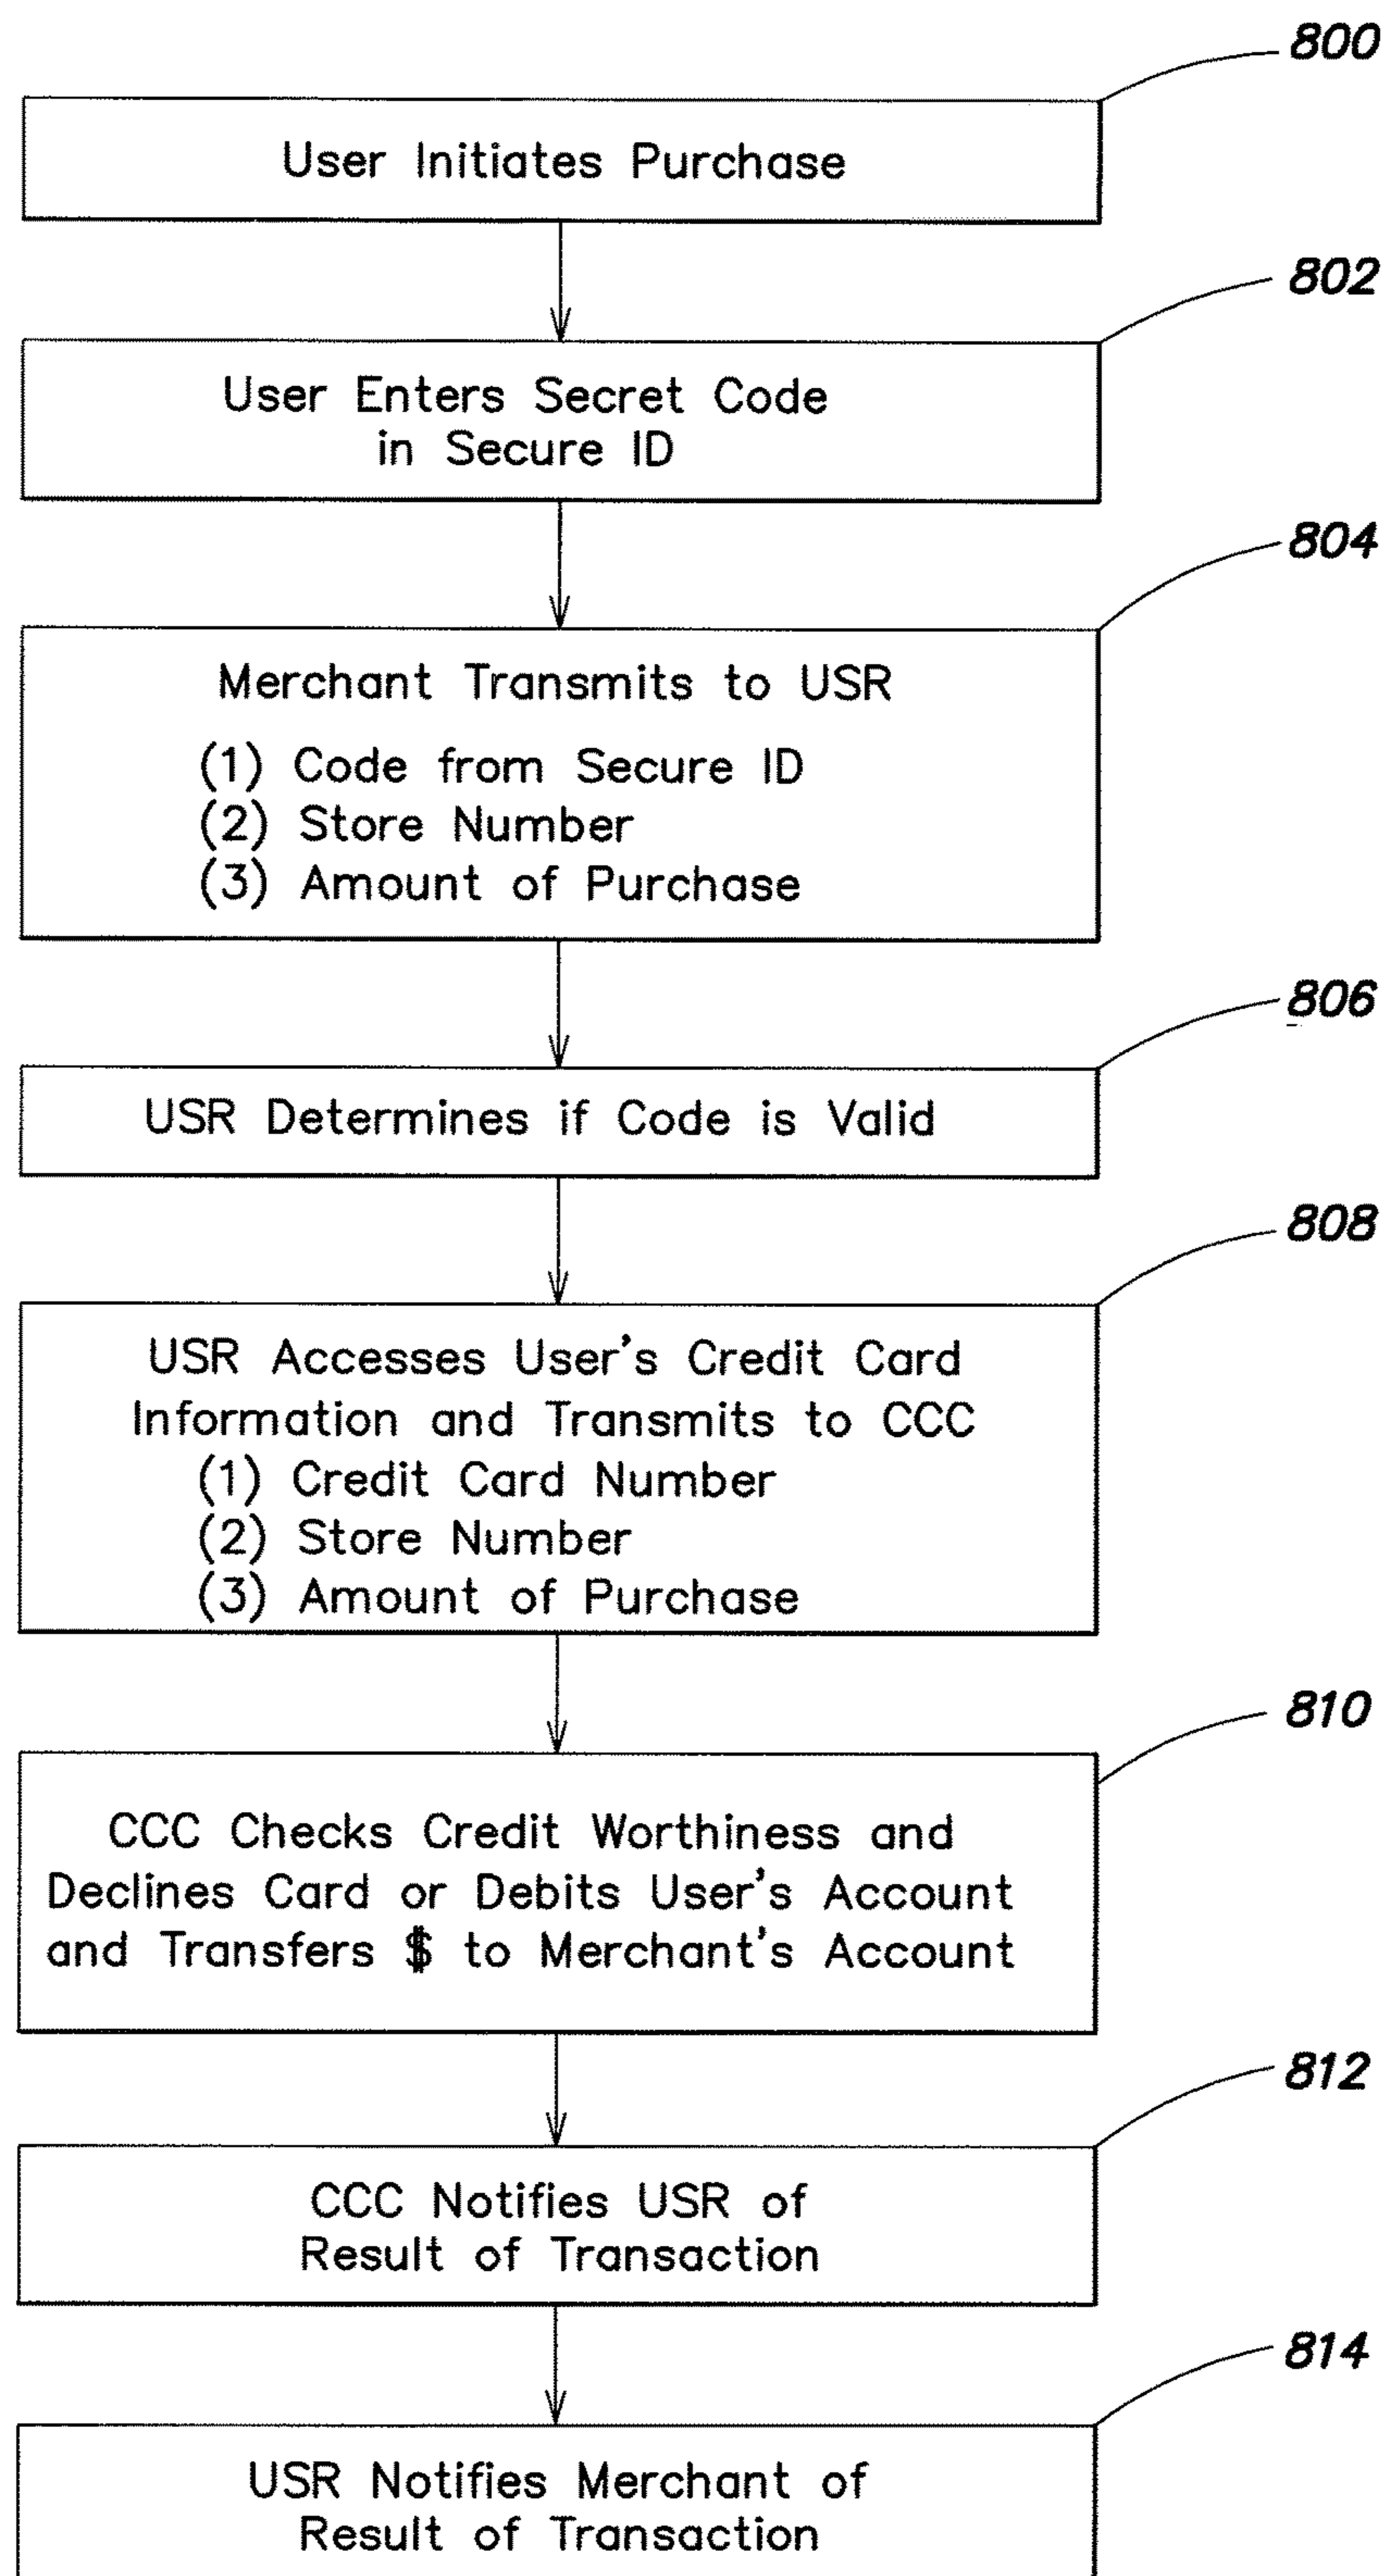 800
User Initiates Purchase
802
User Enters Secret Code
in Secure ID
804
Merchant Transmits to USR
(1) Code from Secure ID
(2) Store Number
(3) Amount of Purchase
806
USR Determines if Code is Valid
808
USR Accesses User's Credit Card
Information and Transmits to CCC
(1) Credit Card Number
(2) Store Number
(3) Amount of Purchase
810
CCC Checks Credit Worthiness and
Declines Card or Debits User's Account
and Transfers $ to Merchant's Account
812
CCC Notifies USR of
Result of Transaction
814
USR Notifies Merchant of
Result of Transaction